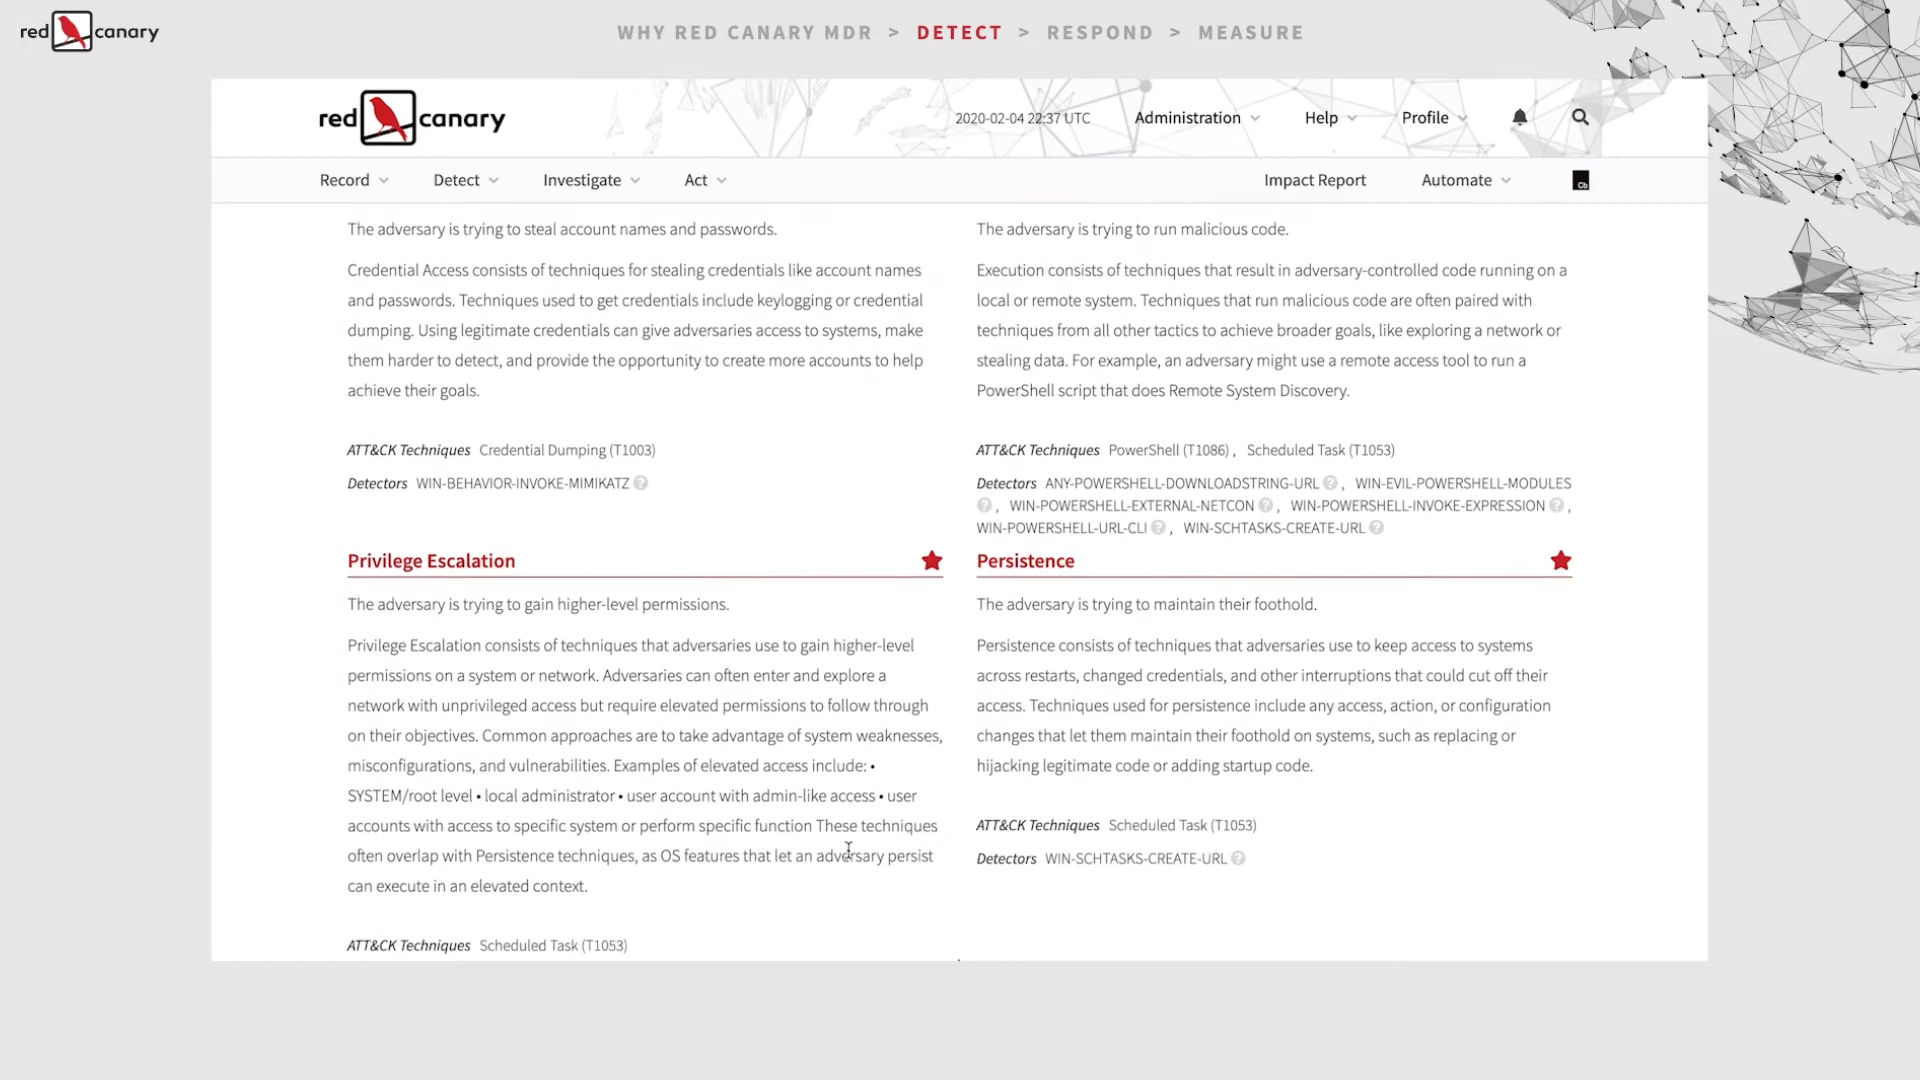 red canary
WHY RED CANARY MDR > DETECT > RESPOND > MEASURE
red canary
2020-02-04 22:37 UTC Administration Help Profile
Record Detect Investigate Act Impact Report Automate Cb
The adversary is trying to steal account names and passwords.
Credential Access consists of techniques for stealing credentials like account names
and passwords. Techniques used to get credentials include keylogging or credential
dumping. Using legitimate credentials can give adversaries access to systems, make
them harder to detect, and provide the opportunity to create more accounts to help
achieve their goals.
ATT&CK Techniques Credential Dumping (T1003)
Detectors WIN-BEHAVIOR-INVOKE-MIMIKATZ ?
The adversary is trying to run malicious code.
Execution consists of techniques that result in adversary-controlled code running on a
local or remote system. Techniques that run malicious code are often paired with
techniques from all other tactics to achieve broader goals, like exploring a network or
stealing data. For example, an adversary might use a remote access tool to run a
PowerShell script that does Remote System Discovery.
ATT&CK Techniques PowerShell (T1086) , Scheduled Task (T1053)
Detectors ANY-POWERSHELL-DOWNLOADSTRING-URL ? , WIN-EVIL-POWERSHELL-MODULES
? , WIN-POWERSHELL-EXTERNAL-NETCON ? , WIN-POWERSHELL-INVOKE-EXPRESSION ? ,
WIN-POWERSHELL-URL-CLI ? , WIN-SCHTASKS-CREATE-URL ?
Privilege Escalation
The adversary is trying to gain higher-level permissions.
Privilege Escalation consists of techniques that adversaries use to gain higher-level
permissions on a system or network. Adversaries can often enter and explore a
network with unprivileged access but require elevated permissions to follow through
on their objectives. Common approaches are to take advantage of system weaknesses,
misconfigurations, and vulnerabilities. Examples of elevated access include: •
SYSTEM/root level • local administrator • user account with admin-like access • user
accounts with access to specific system or perform specific function These techniques
often overlap with Persistence techniques, as OS features that let an adversary persist
can execute in an elevated context.
ATT&CK Techniques Scheduled Task (T1053)
Persistence
The adversary is trying to maintain their foothold.
Persistence consists of techniques that adversaries use to keep access to systems
across restarts, changed credentials, and other interruptions that could cut off their
access. Techniques used for persistence include any access, action, or configuration
changes that let them maintain their foothold on systems, such as replacing or
hijacking legitimate code or adding startup code.
ATT&CK Techniques Scheduled Task (T1053)
Detectors WIN-SCHTASKS-CREATE-URL ?